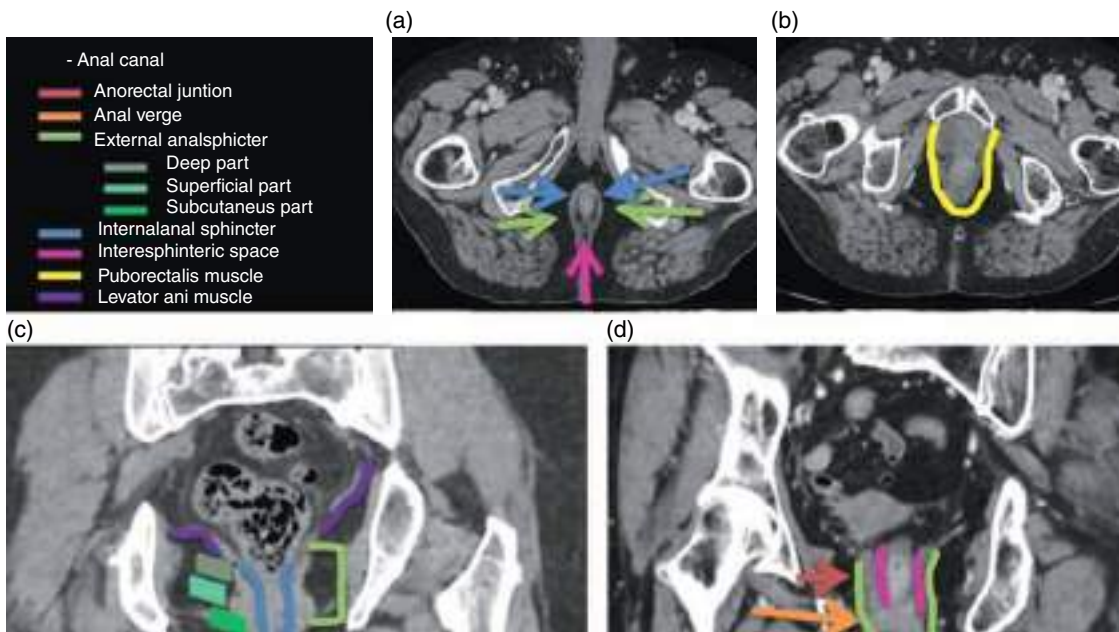 (a)
(b)
- Anal canal
Anorectal juntion
Anal verge
External analsphicter
Deep part
Superficial part
Subcutaneus part
Internalanal sphincter
Interesphinteric space
Puborectalis muscle
Levator ani muscle
(c)
(d)